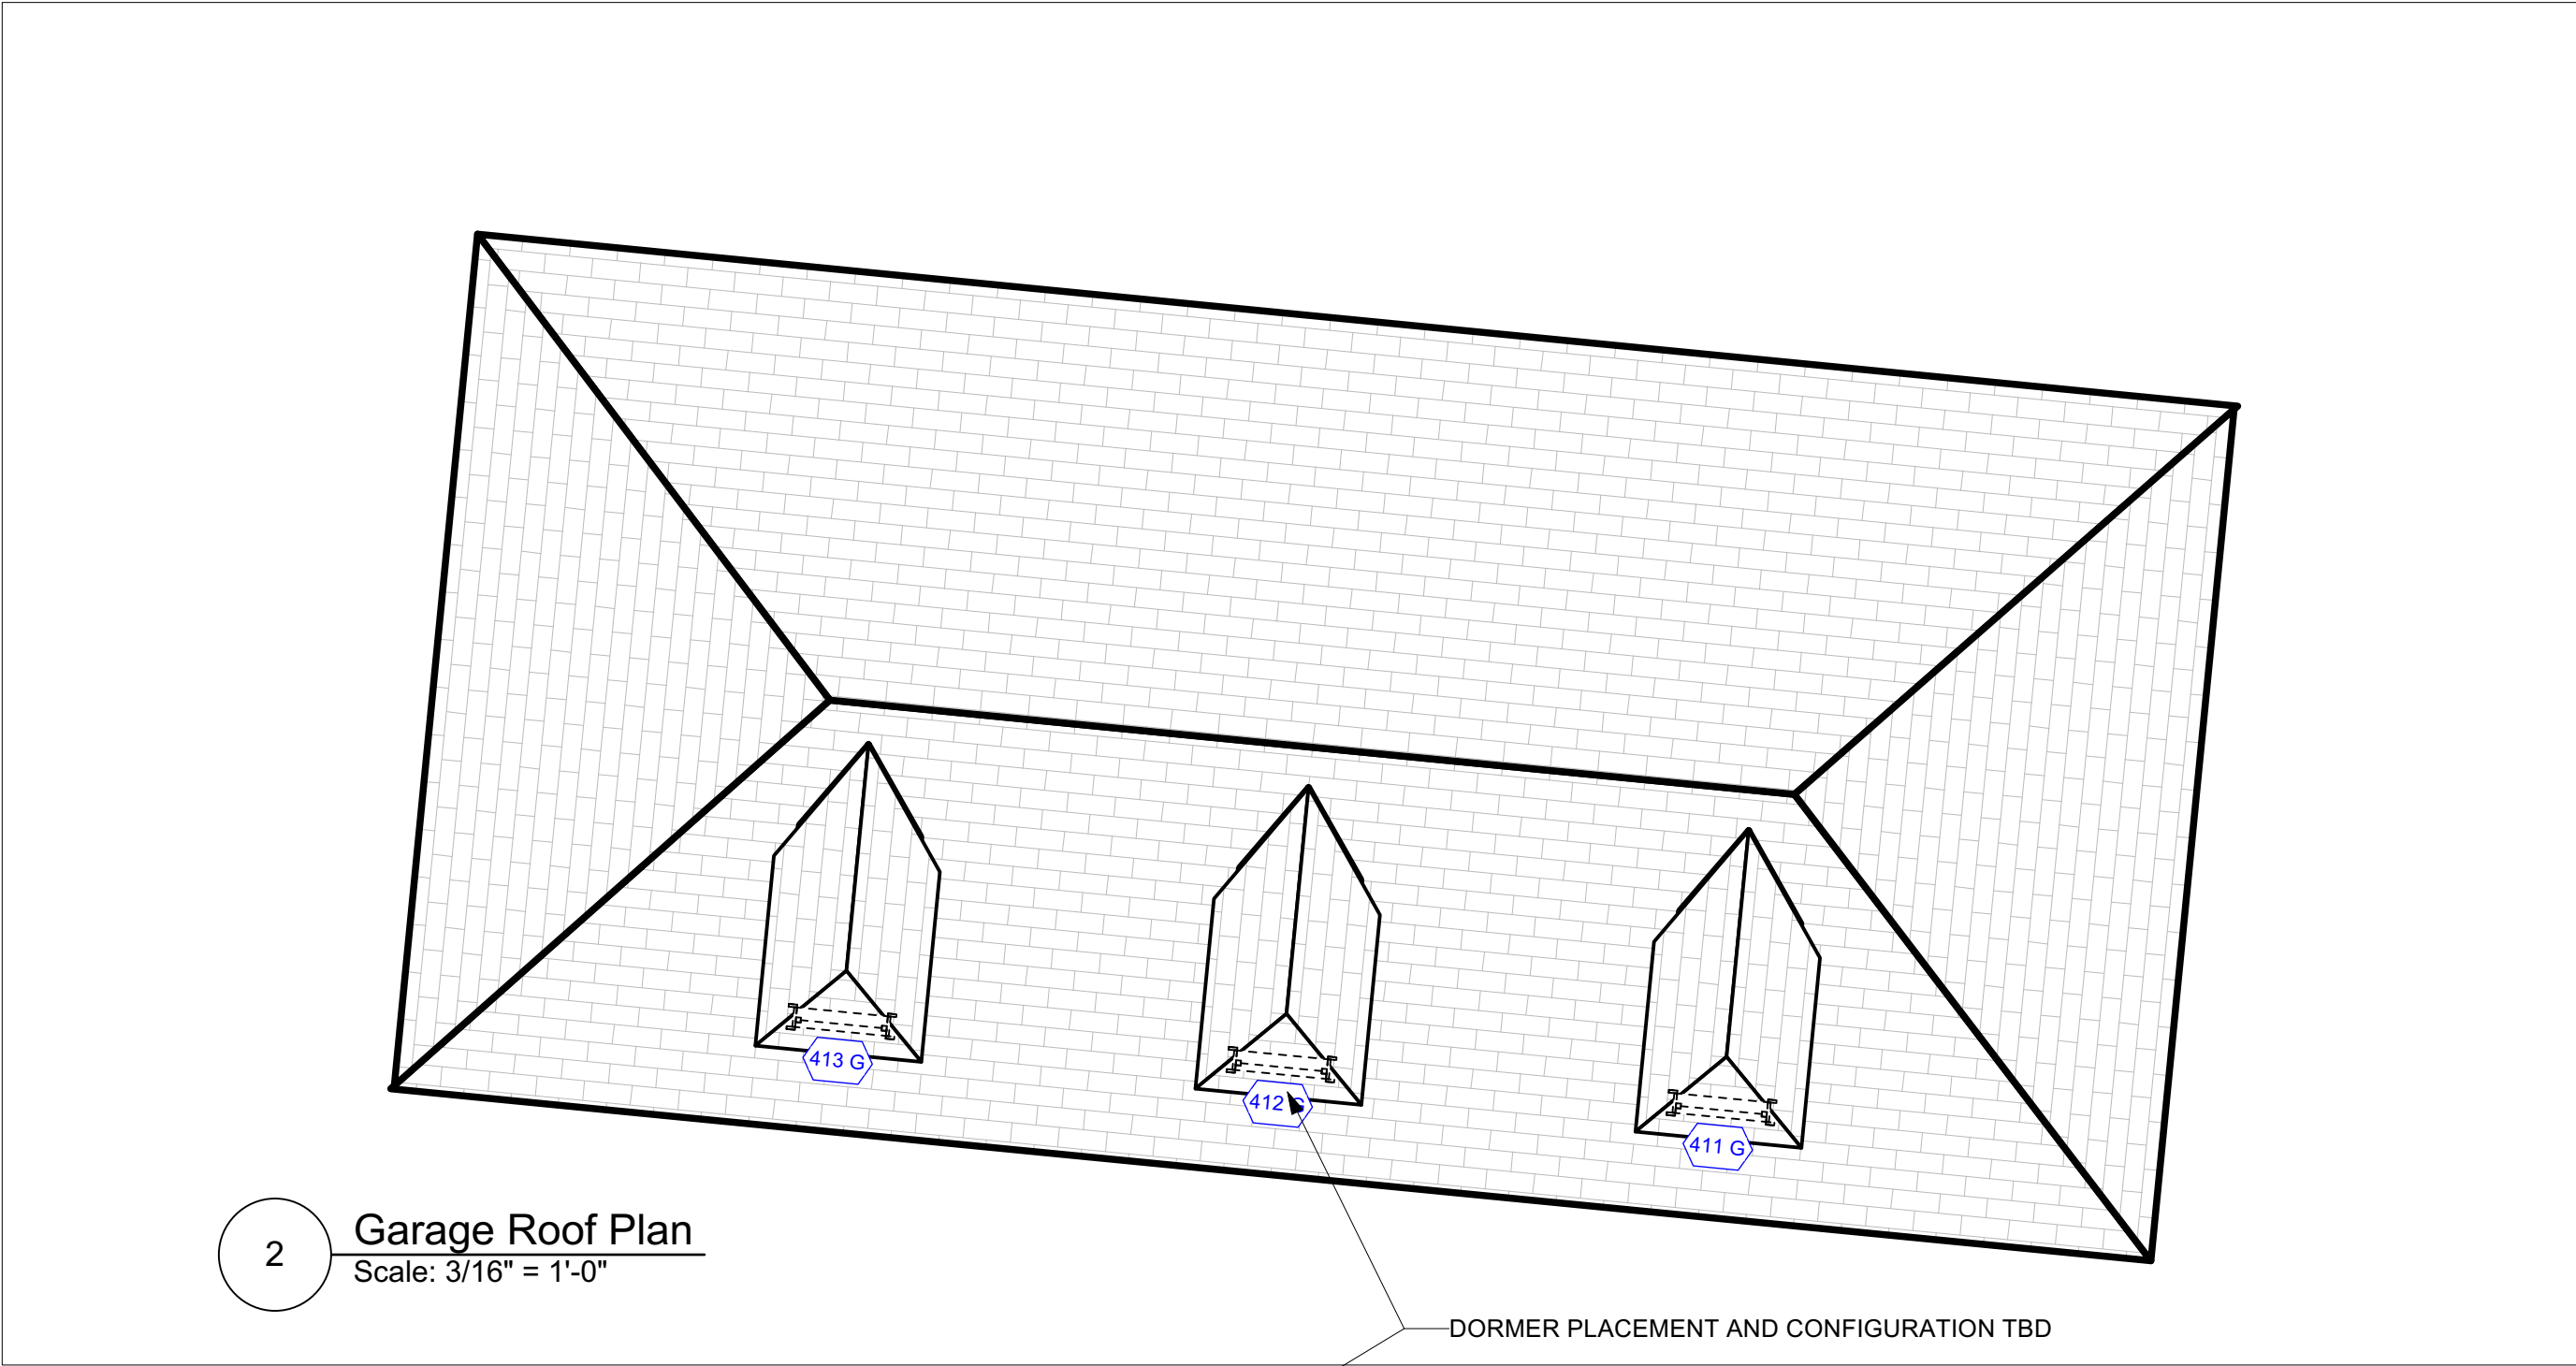 413 G
412 G
411 G
2
Garage Roof Plan
Scale: 3/16" = 1'-0"
DORMER PLACEMENT AND CONFIGURATION TBD